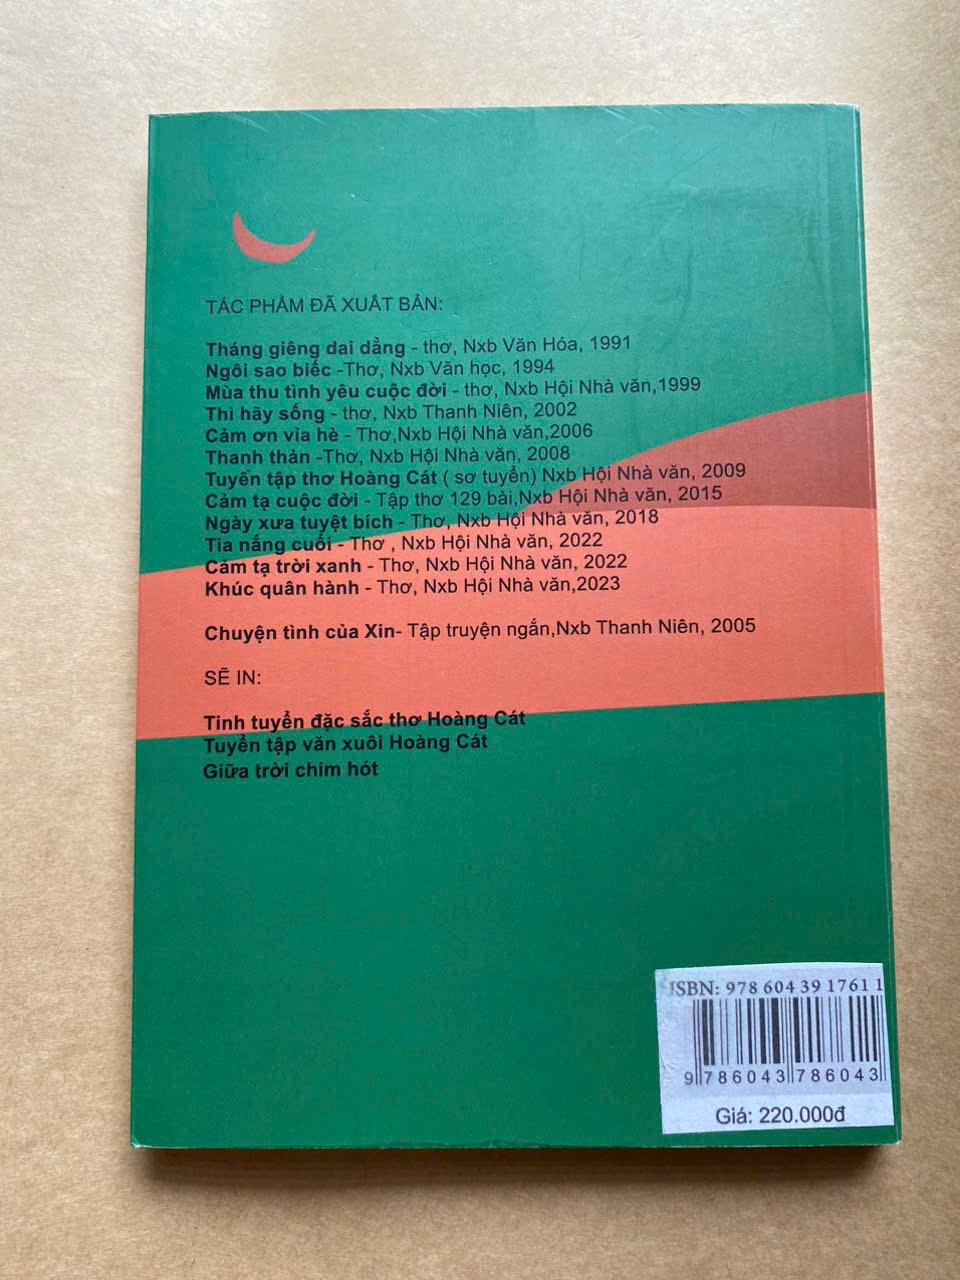 TÁC PHẨM ĐÃ XUẤT BẢN:
Tháng giêng dai dẳng - thơ, Nxb Văn Hóa, 1991
Ngôi sao biếc -Thơ, Nxb Văn học, 1994
Mùa thu tình yêu cuộc đời - thơ, Nxb Hội Nhà văn,1999
Thì hãy sống - thơ, Nxb Thanh Niên, 2002
Cảm ơn vỉa hè - Thơ,Nxb Hội Nhà văn,2006
Thanh thản -Thơ, Nxb Hội Nhà văn, 2008
Tuyển tập thơ Hoàng Cát ( sơ tuyển) Nxb Hội Nhà văn, 2009
Cảm tạ cuộc đời - Tập thơ 129 bài,Nxb Hội Nhà văn, 2015
Ngày xưa tuyệt bích - Thơ, Nxb Hội Nhà văn, 2018
Tia nắng cuối - Thơ , Nxb Hội Nhà văn, 2022
Cảm tạ trời xanh - Thơ, Nxb Hội Nhà văn, 2022
Khúc quân hành - Thơ, Nxb Hội Nhà văn,2023
Chuyện tình của Xin- Tập truyện ngắn,Nxb Thanh Niên, 2005
SẼ IN:
Tinh tuyển đặc sắc thơ Hoàng Cát
Tuyển tập văn xuôi Hoàng Cát
Giữa trời chim hót
ISBN: 978 604 39 1761 1
9 786043 786043
Giá: 220.000đ